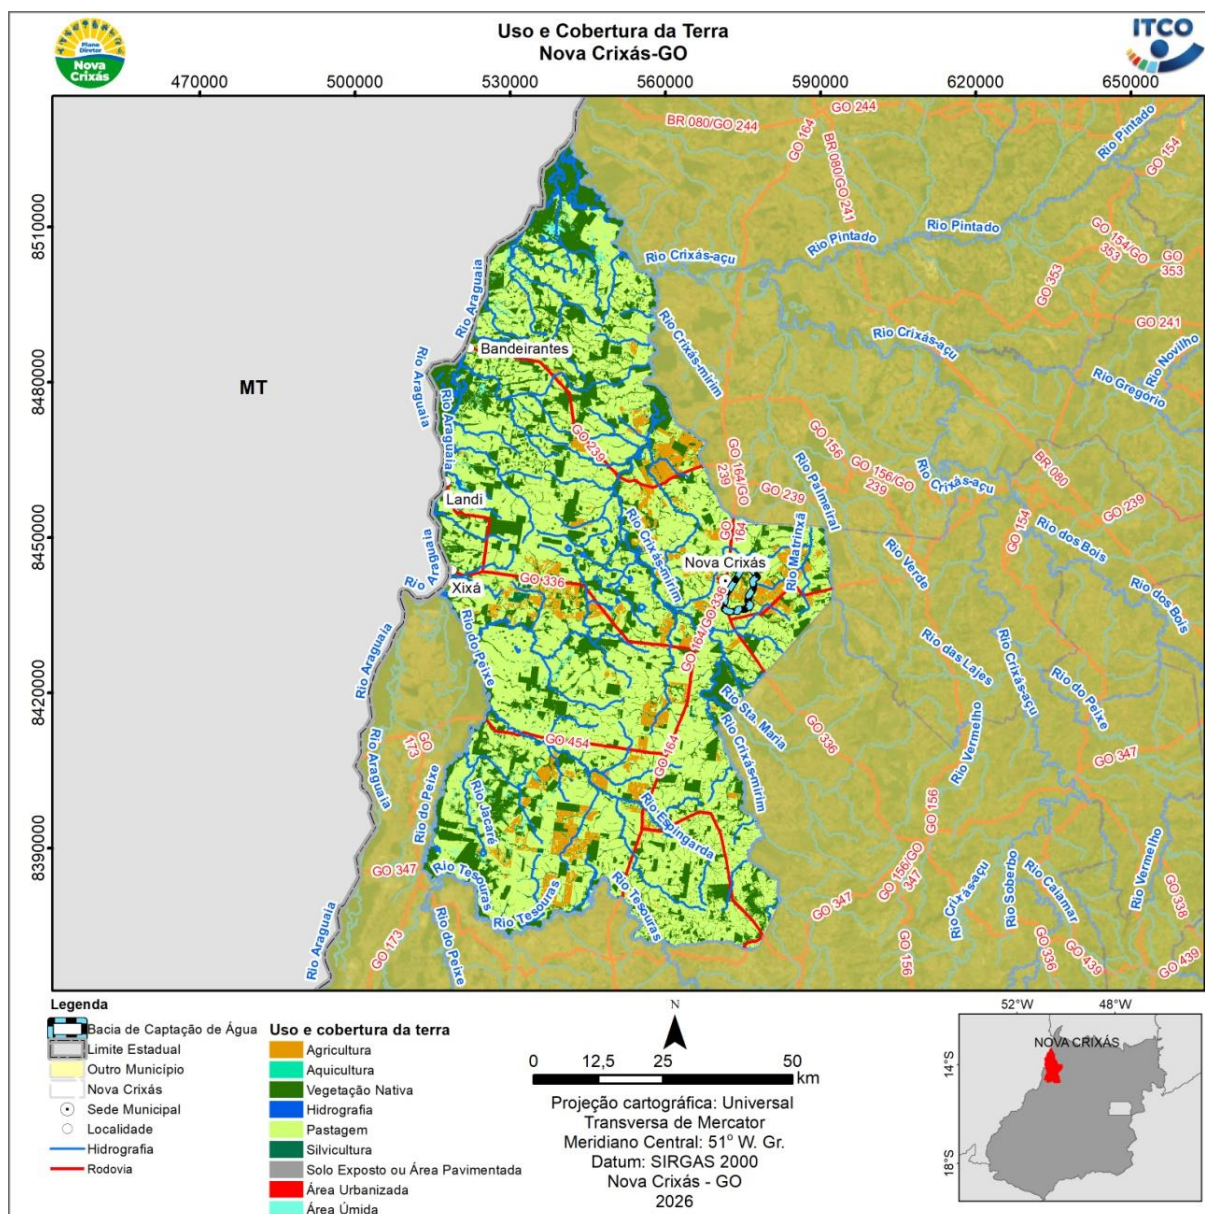 Plano
Diretor
Nova
Crixás
Uso e Cobertura da Terra
Nova Crixás-GO
ITCO
470000
500000
530000
560000
590000
620000
650000
8510000
8480000
8450000
8420000
8390000
GO 244
BR 080/GO 244
GO 164
BR 080/GO 241
Rio Pintado
GO 154
Rio Pintado
Rio Pintado
GO 154/GO
353
GO
353
Rio Crixás-açu
GO 353
Rio Araguaia
Rio Crixás-mirim
Rio Crixás-açu
GO 241
Rio Novilho
Bandeirantes
Rio Araguaia
MT
Rio Gregório
Rio Araguaia
GO 239
GO 156
GO 164/GO
239
GO 156/GO
239
Rio Palmeiral
BR 080
Rio Crixás-açu
GO 239
GO 239
Landi
GO
164
GO 154
Rio dos Bois
Rio Crixás-mirim
Rio Araguaia
Nova Crixás
Rio Matrinxã
Rio Verde
Xixá
GO 336
GO 164/GO 336
Rio dos Bois
Rio do Peixe
Rio Araguaia
Rio das Lajes
Rio Crixás-açu
Rio do Peixe
Rio Sta. Maria
Rio Crixás-mirim
GO 336
Rio Vermelho
GO 454
GO 164
GO
173
GO 347
Rio Araguaia
Rio do Peixe
Rio Jacaré
Rio Espingarda
GO 156
GO 347
Rio Tesouras
Rio Tesouras
Rio Tesouras
GO 156/GO
347
Rio Crixás-açu
Rio Soberbo
Rio Caiamar
Rio Vermelho
GO 338
GO 347
Rio Araguaia
GO 173
Rio do Peixe
GO 156
GO 336
GO 439
GO 439
Legenda
Bacia de Captação de Água
Limite Estadual
Outro Município
Nova Crixás
Sede Municipal
Localidade
Hidrografia
Rodovia
Uso e cobertura da terra
Agricultura
Aquicultura
Vegetação Nativa
Hidrografia
Pastagem
Silvicultura
Solo Exposto ou Área Pavimentada
Área Urbanizada
Área Úmida
N
0 12,5 25 50
km
Projeção cartográfica: Universal
Transversa de Mercator
Meridiano Central: 51° W. Gr.
Datum: SIRGAS 2000
Nova Crixás - GO
2026
52°W 48°W
NOVA CRIXÁS
14°S
18°S